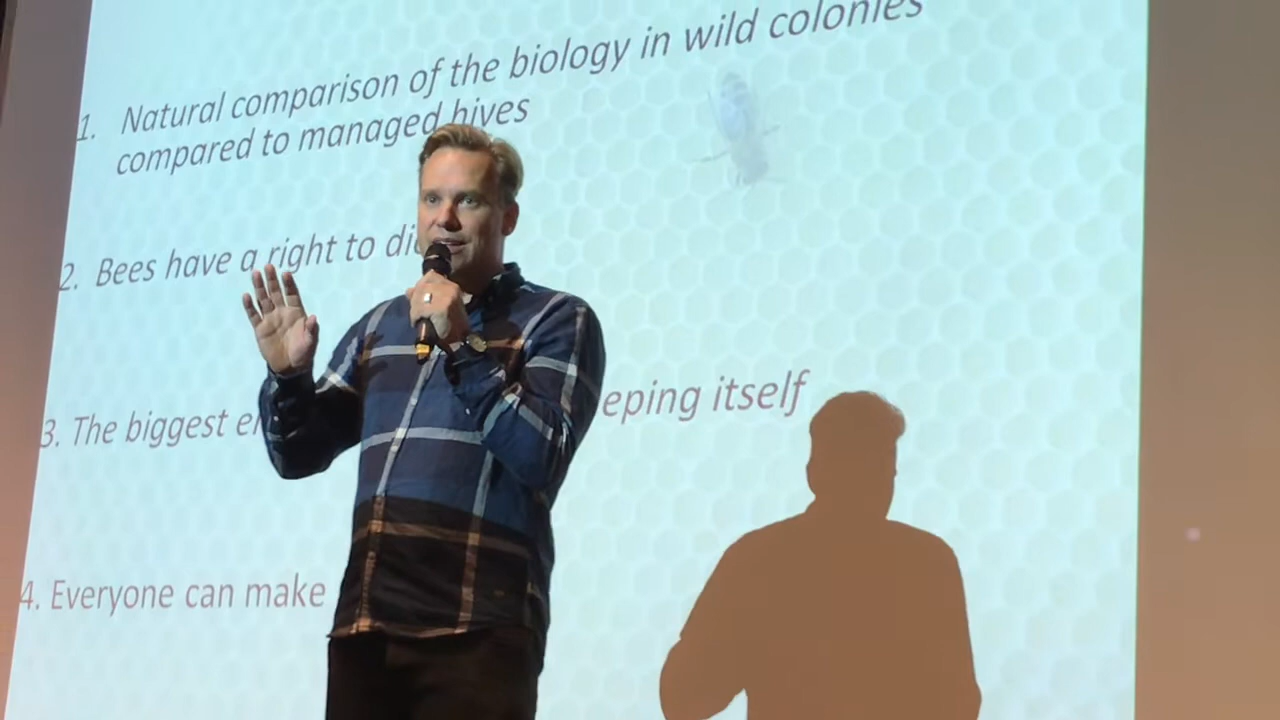 1. Natural comparison of the biology in wild colonies
compared to managed hives
2. Bees have a right to
3. The biggest eping itself
4. Everyone can make